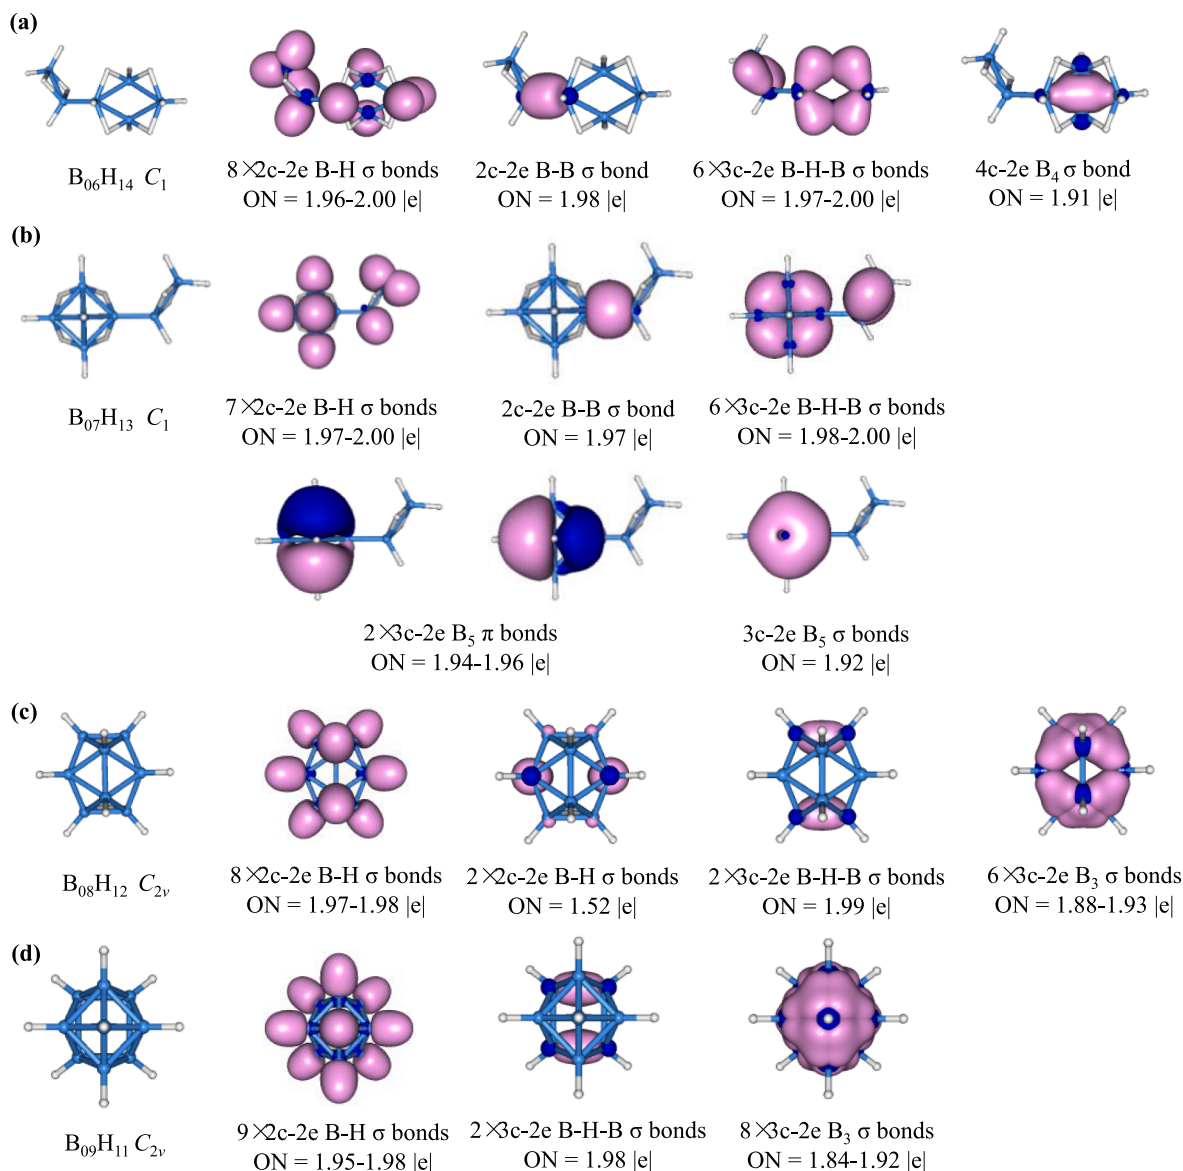 (a)
B₀₆H₁₄ C₁
8×2c-2e B-H σ bonds
ON = 1.96-2.00 |e|
2c-2e B-B σ bond
ON = 1.98 |e|
6×3c-2e B-H-B σ bonds
ON = 1.97-2.00 |e|
4c-2e B₄ σ bond
ON = 1.91 |e|
(b)
B₀₇H₁₃ C₁
7×2c-2e B-H σ bonds
ON = 1.97-2.00 |e|
2c-2e B-B σ bond
ON = 1.97 |e|
6×3c-2e B-H-B σ bonds
ON = 1.98-2.00 |e|
2×3c-2e B₅ π bonds
ON = 1.94-1.96 |e|
3c-2e B₅ σ bonds
ON = 1.92 |e|
(c)
B₀₈H₁₂ C₂ᵥ
8×2c-2e B-H σ bonds
ON = 1.97-1.98 |e|
2×2c-2e B-H σ bonds
ON = 1.52 |e|
2×3c-2e B-H-B σ bonds
ON = 1.99 |e|
6×3c-2e B₃ σ bonds
ON = 1.88-1.93 |e|
(d)
B₀₉H₁₁ C₂ᵥ
9×2c-2e B-H σ bonds
ON = 1.95-1.98 |e|
2×3c-2e B-H-B σ bonds
ON = 1.98 |e|
8×3c-2e B₃ σ bonds
ON = 1.84-1.92 |e|